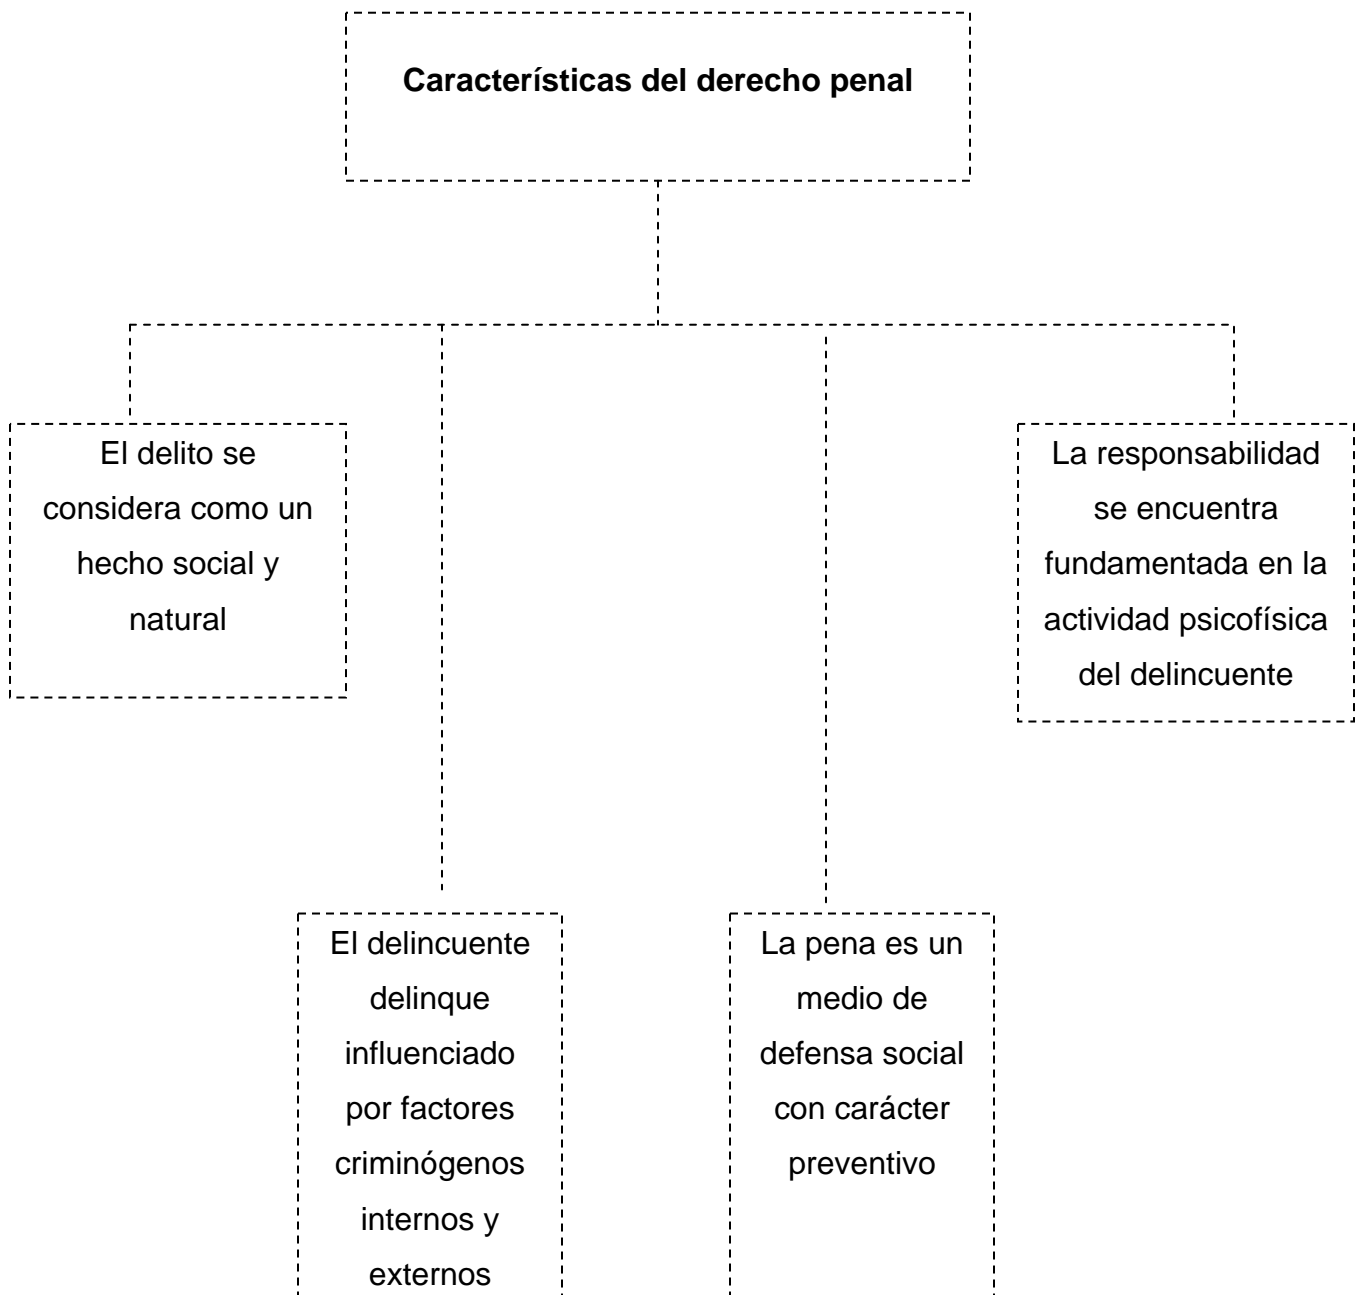 Características del derecho penal
El delito se
considera como un
hecho social y
natural
La responsabilidad
se encuentra
fundamentada en la
actividad psicofísica
del delincuente
El delincuente
delinque
influenciado
por factores
criminógenos
internos y
externos
La pena es un
medio de
defensa social
con carácter
preventivo